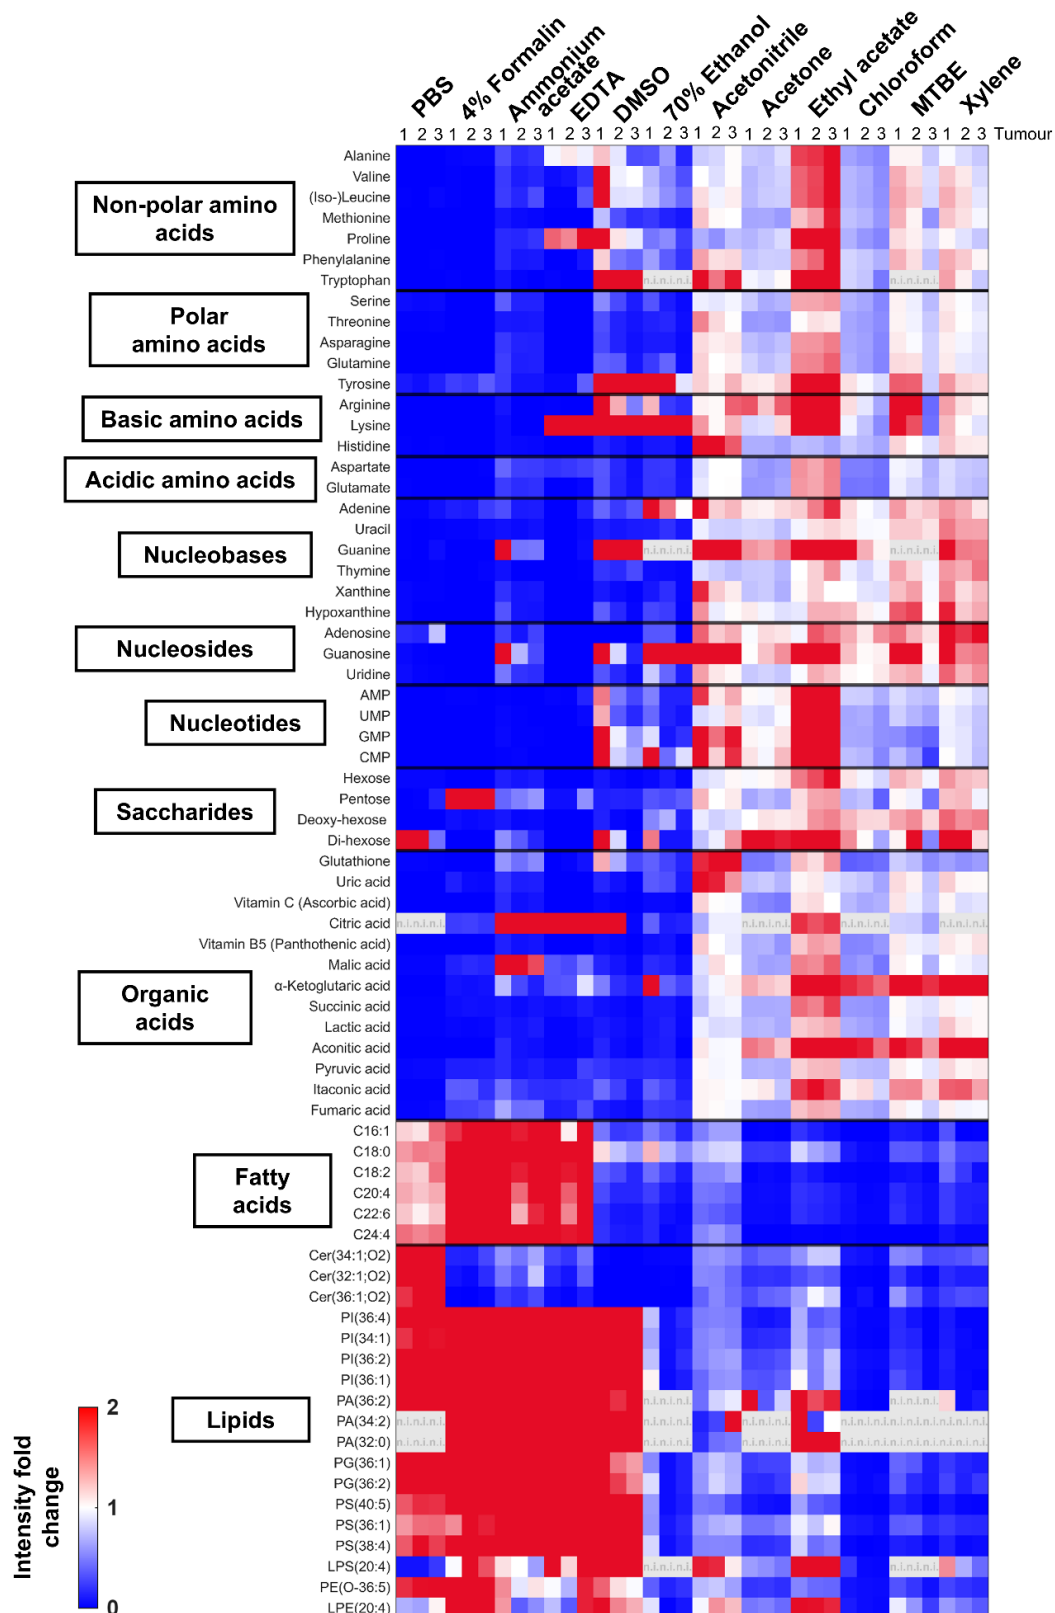 PBS
4% Formalin
Ammonium
acetate
EDTA
DMSO
70% Ethanol
Acetonitrile
Acetone
Ethyl acetate
Chloroform
MTBE
Xylene
1 2 3 1 2 3 1 2 3 1 2 3 1 2 3 1 2 3 1 2 3 1 2 3 1 2 3 1 2 3 1 2 3 1 2 3 Tumour
Non-polar amino
acids
Alanine
Valine
(Iso-)Leucine
Methionine
Proline
Phenylalanine
Tryptophan n.i.n.i.n.i. n.i.n.i.n.i.
Polar
amino acids
Serine
Threonine
Asparagine
Glutamine
Tyrosine
Basic amino acids
Arginine
Lysine
Histidine
Acidic amino acids
Aspartate
Glutamate
Nucleobases
Adenine
Uracil
Guanine n.i.n.i.n.i. n.i.n.i.n.i.
Thymine
Xanthine
Hypoxanthine
Nucleosides
Adenosine
Guanosine
Uridine
Nucleotides
AMP
UMP
GMP
CMP
Saccharides
Hexose
Pentose
Deoxy-hexose
Di-hexose
Organic
acids
Glutathione
Uric acid
Vitamin C (Ascorbic acid)
Citric acid n.i.n.i.n.i. n.i.n.i.n.i. n.i.n.i.n.i. n.i.n.i.n.i.
Vitamin B5 (Panthothenic acid)
Malic acid
α-Ketoglutaric acid
Succinic acid
Lactic acid
Aconitic acid
Pyruvic acid
Itaconic acid
Fumaric acid
Fatty
acids
C16:1
C18:0
C18:2
C20:4
C22:6
C24:4
Lipids
Cer(34:1;O2)
Cer(32:1;O2)
Cer(36:1;O2)
PI(36:4)
PI(34:1)
PI(36:2)
PI(36:1)
PA(36:2) n.i.n.i.n.i. n.i.n.i.n.i.
PA(34:2) n.i.n.i.n.i. n.i.n.i.n.i. n.i.n.i.n.i. n.i.n.i.n.i.n.i.n.i.n.i.n.i.n.i.n.i.
PA(32:0) n.i.n.i.n.i. n.i.n.i.n.i. n.i.n.i.n.i. n.i.n.i.n.i.n.i.n.i.n.i.n.i.n.i.n.i.
PG(36:1)
PG(36:2)
PS(40:5)
PS(36:1)
PS(38:4)
LPS(20:4) n.i.n.i.n.i. n.i.n.i.n.i.
PE(O-36:5)
LPE(20:4)
Intensity fold
change
2
1
0